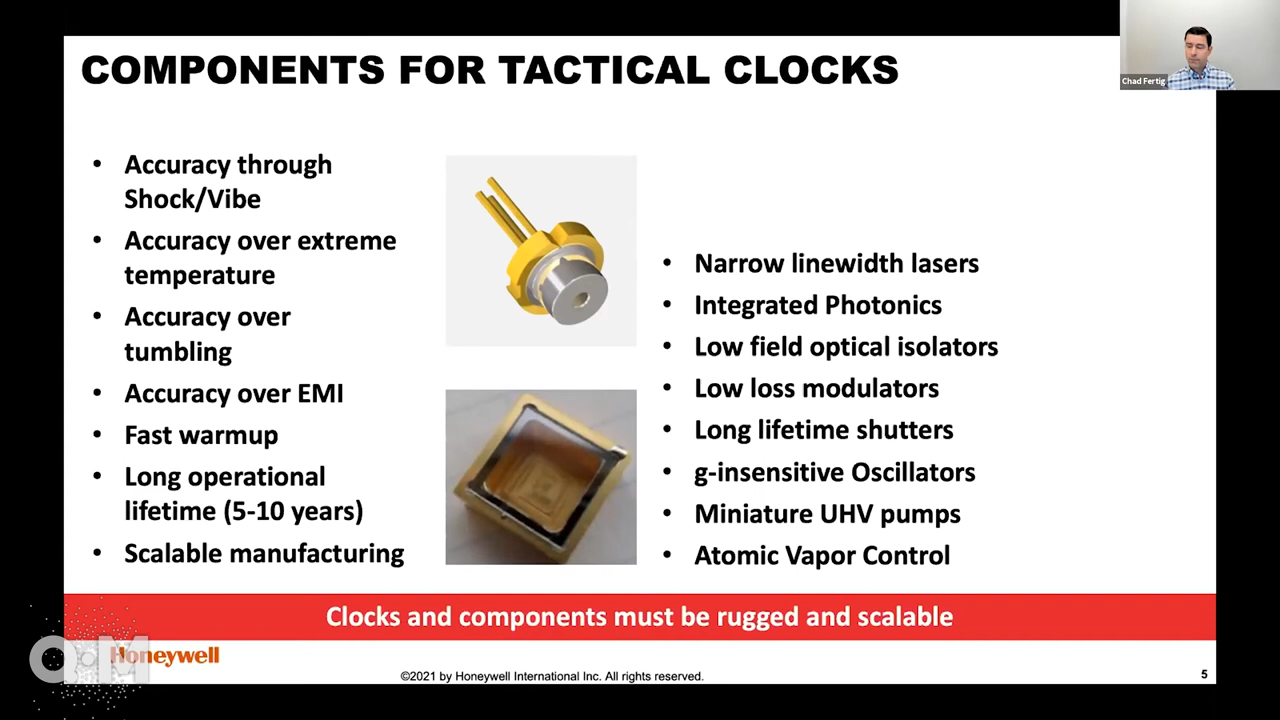 COMPONENTS FOR TACTICAL CLOCKS
Chad Fertig
• Accuracy through
Shock/Vibe
• Accuracy over extreme
temperature
• Accuracy over
tumbling
• Accuracy over EMI
• Fast warmup
• Long operational
lifetime (5-10 years)
• Scalable manufacturing
• Narrow linewidth lasers
• Integrated Photonics
• Low field optical isolators
• Low loss modulators
• Long lifetime shutters
• g-insensitive Oscillators
• Miniature UHV pumps
• Atomic Vapor Control
Clocks and components must be rugged and scalable
Honeywell
©2021 by Honeywell International Inc. All rights reserved.
5